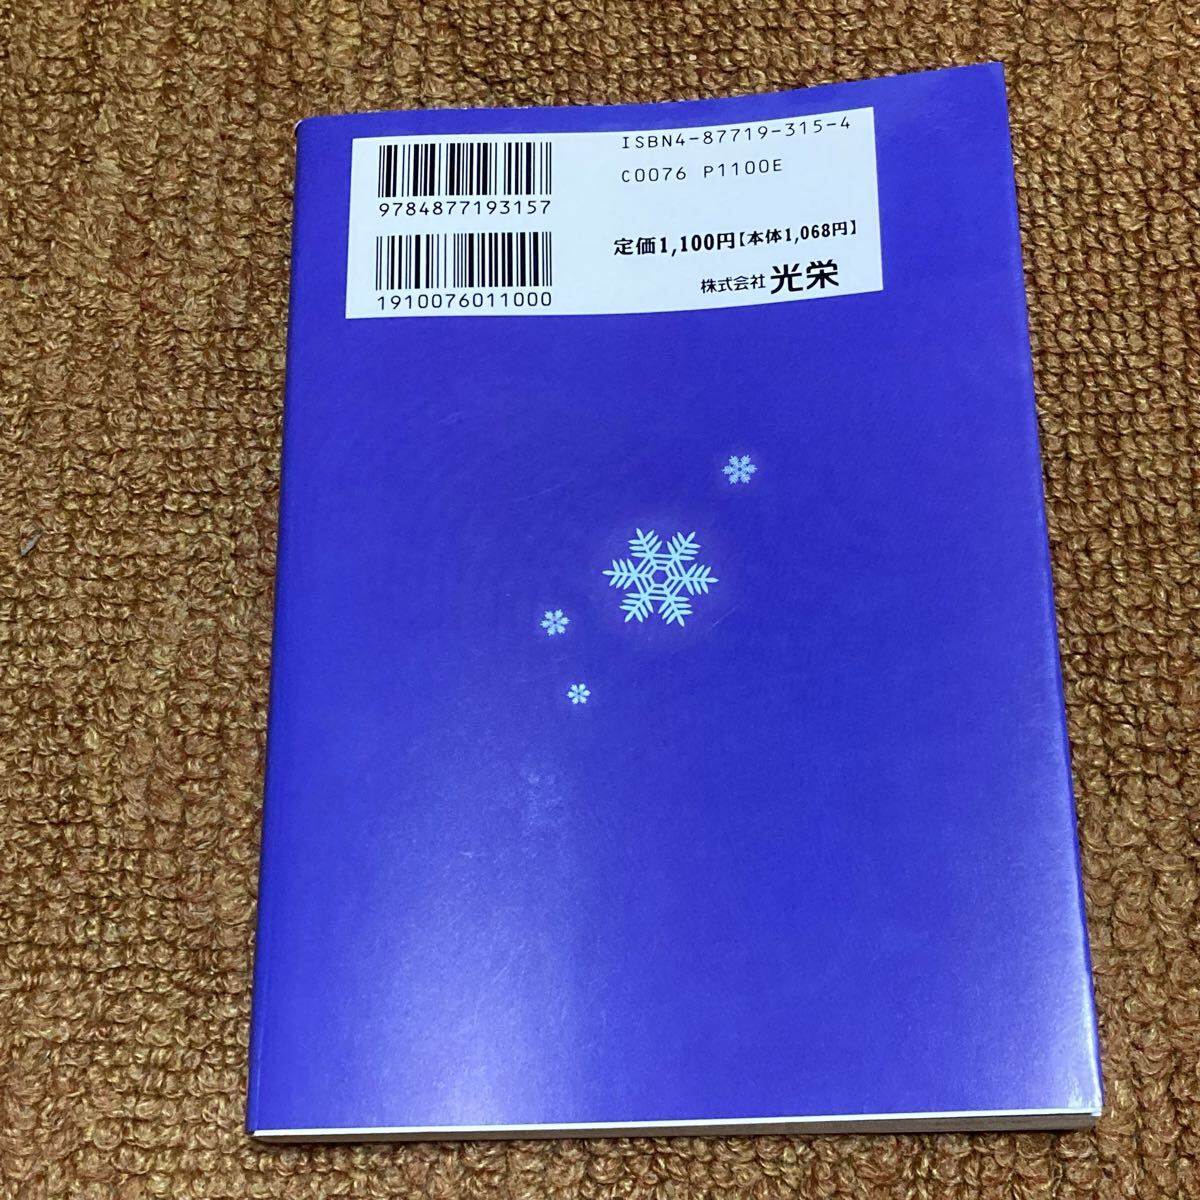 ISBN4-87719-315-4
C0076 P1100E
9784877193157
定価1,100円【本体1,068円】
1910076011000
株式会社 光栄